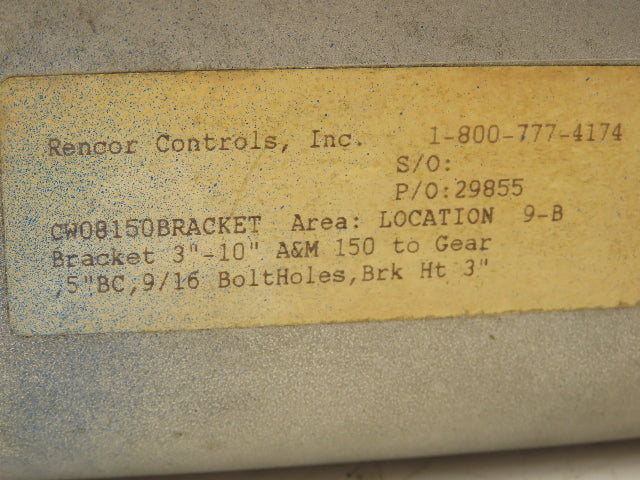 Rencor Controls, Inc. 1-800-777-4174
S/O:
P/O:29855
CW08150BRACKET Area: LOCATION 9-B
Bracket 3"-10" A&M 150 to Gear
,5"BC,9/16 BoltHoles,Brk Ht 3"